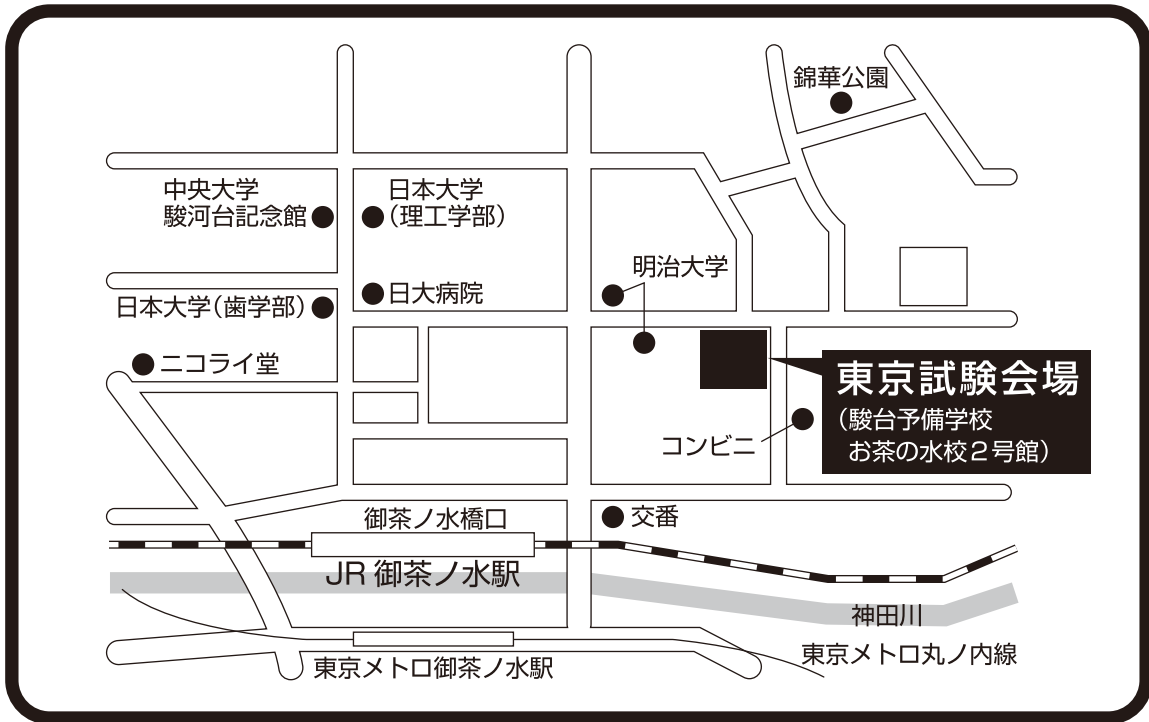 錦華公園
中央大学
駿河台記念館
日本大学
（理工学部）
明治大学
日大病院
日本大学（歯学部）
ニコライ堂
東京試験会場
（駿台予備学校
お茶の水校２号館）
コンビニ
御茶ノ水橋口
交番
JR 御茶ノ水駅
神田川
東京メトロ御茶ノ水駅
東京メトロ丸ノ内線